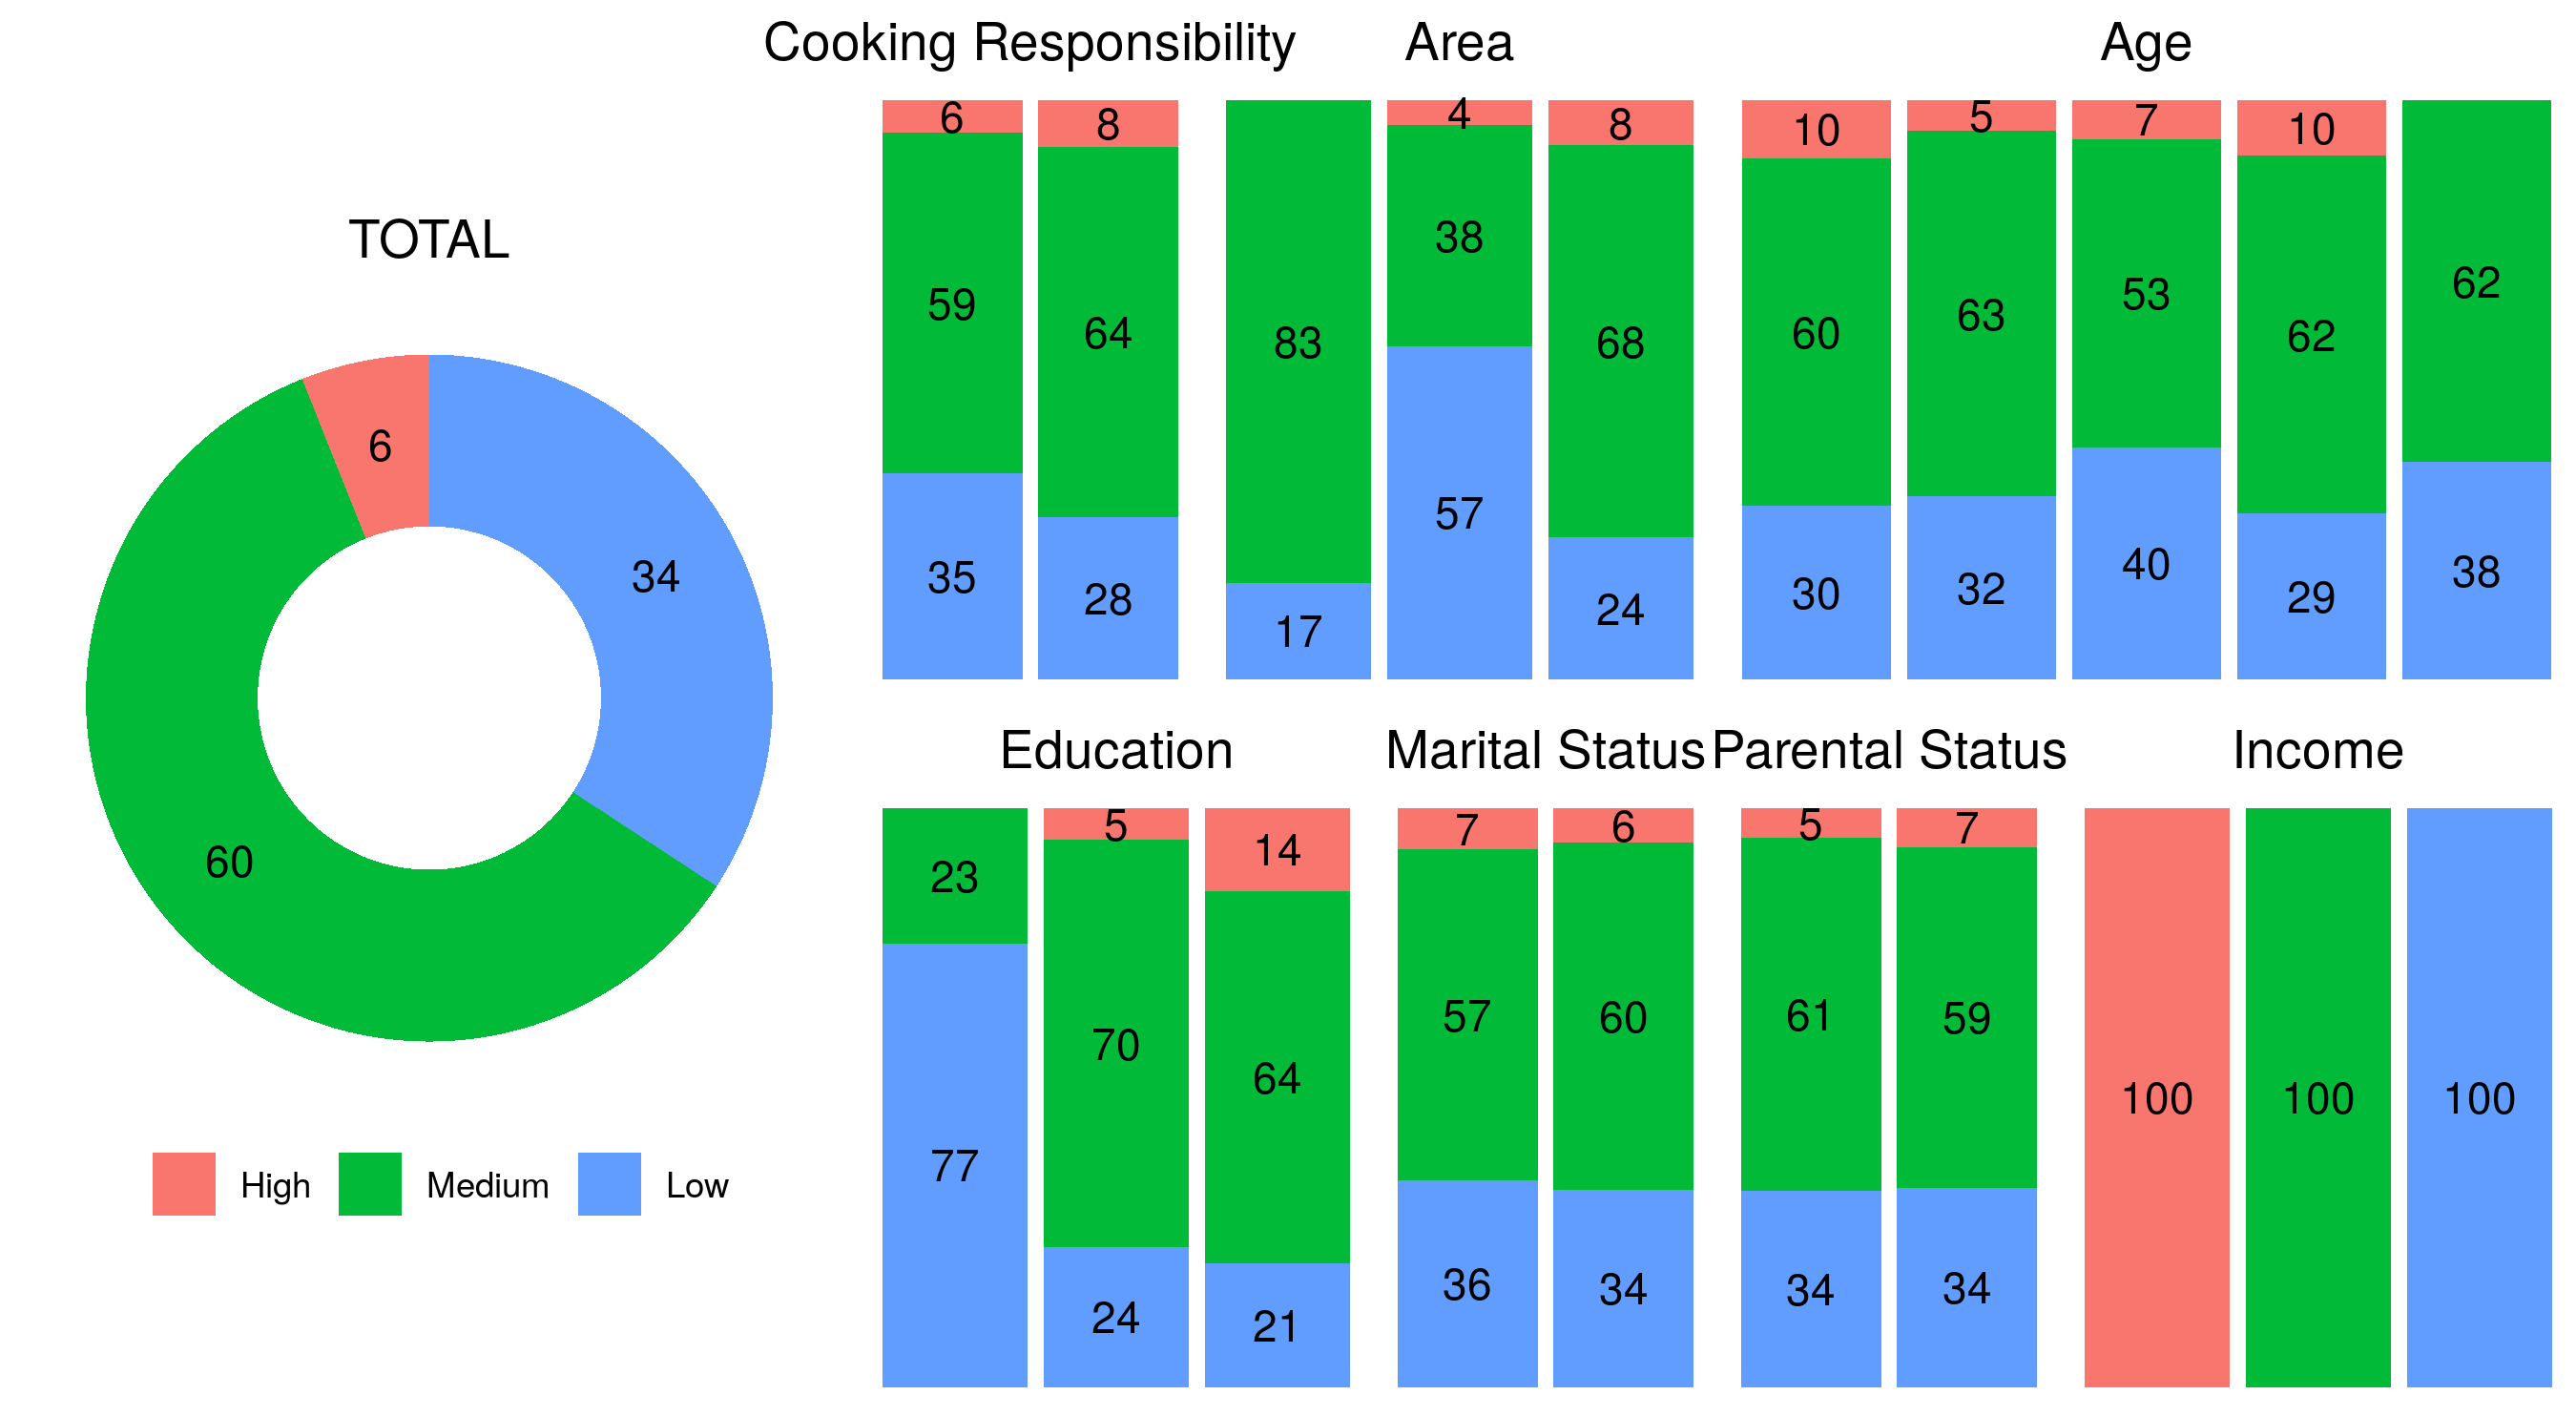 TOTAL
6
34
60
High Medium Low
Cooking Responsibility Area Age
6 8 4 8 10 5 7 10
59 64 83 38 68 60 63 53 62 62
35 28 17 57 24 30 32 40 29 38
Education Marital Status Parental Status Income
23 5 14 7 6 5 7
77 70 64 57 60 61 59 100 100 100
24 21 36 34 34 34